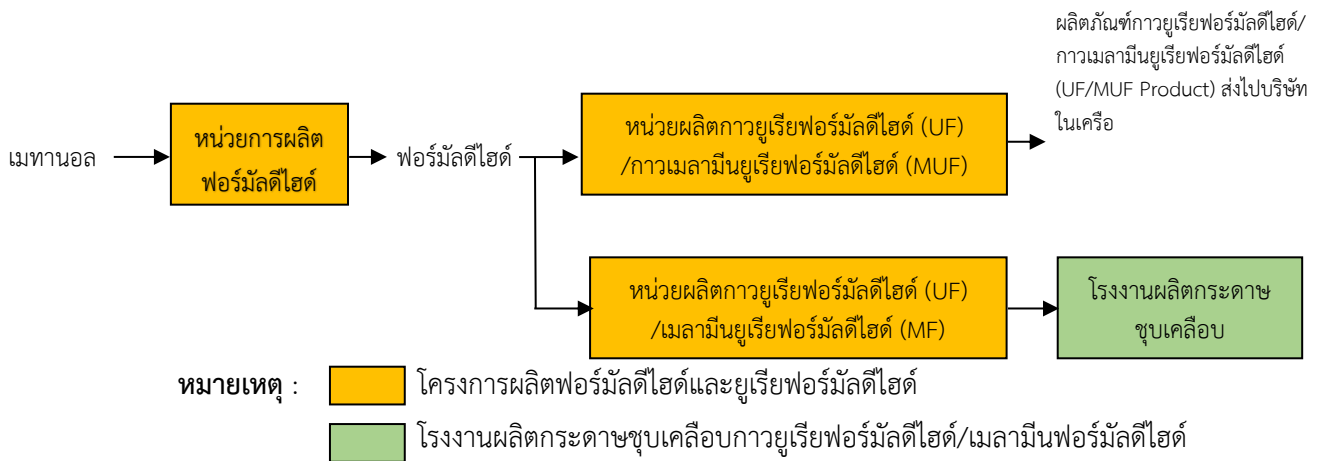 ผลิตภัณฑ์กาวยูเรียฟอร์มัลดีไฮด์/
กาวเมลามีนยูเรียฟอร์มัลดีไฮด์
(UF/MUF Product) ส่งไปบริษัท
ในเครือ
เมทานอล
หน่วยการผลิต
ฟอร์มัลดีไฮด์
ฟอร์มัลดีไฮด์
หน่วยผลิตกาวยูเรียฟอร์มัลดีไฮด์ (UF)
/กาวเมลามีนยูเรียฟอร์มัลดีไฮด์ (MUF)
หน่วยผลิตกาวยูเรียฟอร์มัลดีไฮด์ (UF)
/เมลามีนยูเรียฟอร์มัลดีไฮด์ (MF)
โรงงานผลิตกระดาษ
ชุบเคลือบ
หมายเหตุ :
โครงการผลิตฟอร์มัลดีไฮด์และยูเรียฟอร์มัลดีไฮด์
โรงงานผลิตกระดาษชุบเคลือบกาวยูเรียฟอร์มัลดีไฮด์/เมลามีนฟอร์มัลดีไฮด์